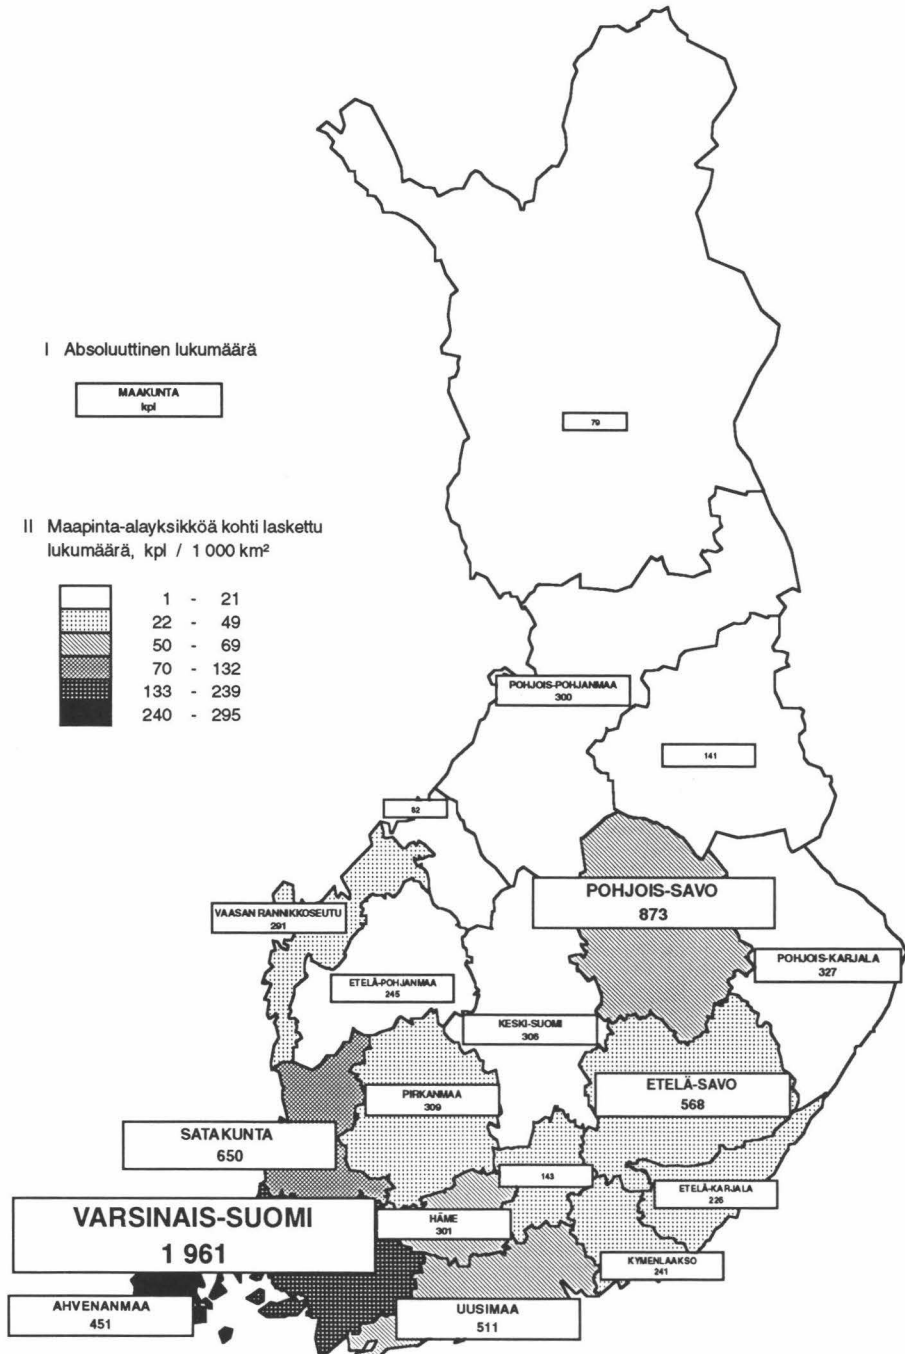 I Absoluuttinen lukumäärä
MAAKUNTA
kpl
II Maapinta-alayksikköä kohti laskettu
lukumäärä, kpl / 1 000 km²
1 - 21
22 - 49
50 - 69
70 - 132
133 - 239
240 - 295
79
POHJOIS-POHJANMAA
300
141
62
POHJOIS-SAVO
873
VAASAN RANNIKKOSEUTU
291
POHJOIS-KARJALA
327
ETELÄ-POHJANMAA
245
KESKI-SUOMI
306
PIRKANMAA
309
ETELÄ-SAVO
568
SATAKUNTA
650
143
ETELÄ-KARJALA
226
VARSINAIS-SUOMI
1 961
HÄME
301
KYMENLAAKSO
241
AHVENANMAA
451
UUSIMAA
511